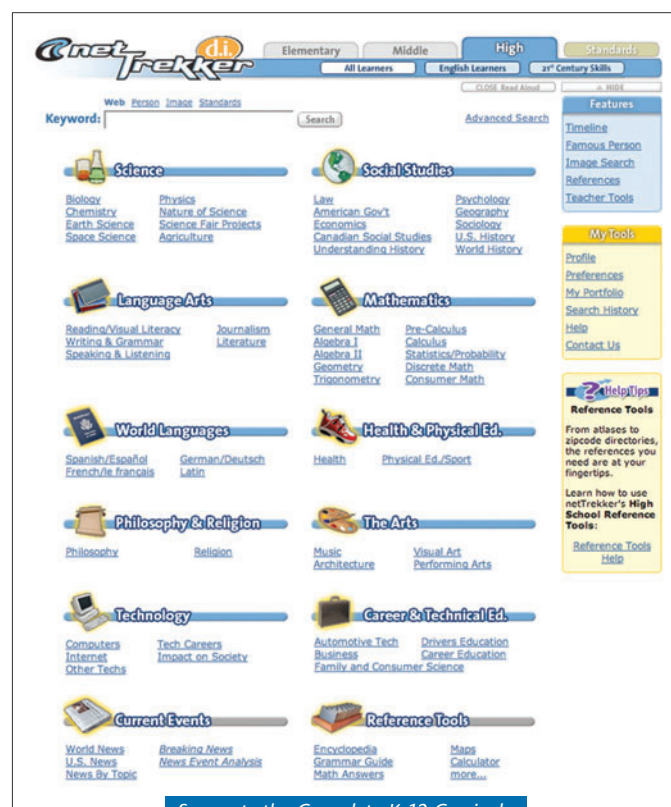 netTrekker d.i.
Elementary Middle High Standards
All Learners English Learners 21st Century Skills
CLOSE Read Aloud HIDE
Web Person Image Standards
Keyword: Search Advanced Search
Features
Timeline
Famous Person
Image Search
References
Teacher Tools
My Tools
Profile
Preferences
My Portfolio
Search History
Help
Contact Us
HelpTips
Reference Tools
From atlases to
zipcode directories,
the references you
need are at your
fingertips.
Learn how to use
netTrekker's High
School Reference
Tools:
Reference Tools
Help
Science
Biology Physics
Chemistry Nature of Science
Earth Science Science Fair Projects
Space Science Agriculture
Social Studies
Law Psychology
American Gov't Geography
Economics Sociology
Canadian Social Studies U.S. History
Understanding History World History
Language Arts
Reading/Visual Literacy Journalism
Writing & Grammar Literature
Speaking & Listening
Mathematics
General Math Pre-Calculus
Algebra I Calculus
Algebra II Statistics/Probability
Geometry Discrete Math
Trigonometry Consumer Math
World Languages
Spanish/Español German/Deutsch
French/le français Latin
Health & Physical Ed.
Health Physical Ed./Sport
Philosophy & Religion
Philosophy Religion
The Arts
Music Visual Art
Architecture Performing Arts
Technology
Computers Tech Careers
Internet Impact on Society
Other Techs
Career & Technical Ed.
Automotive Tech Drivers Education
Business Career Education
Family and Consumer Science
Current Events
World News Breaking News
U.S. News News Event Analysis
News By Topic
Reference Tools
Encyclopedia Maps
Grammar Guide Calculator
Math Answers more...